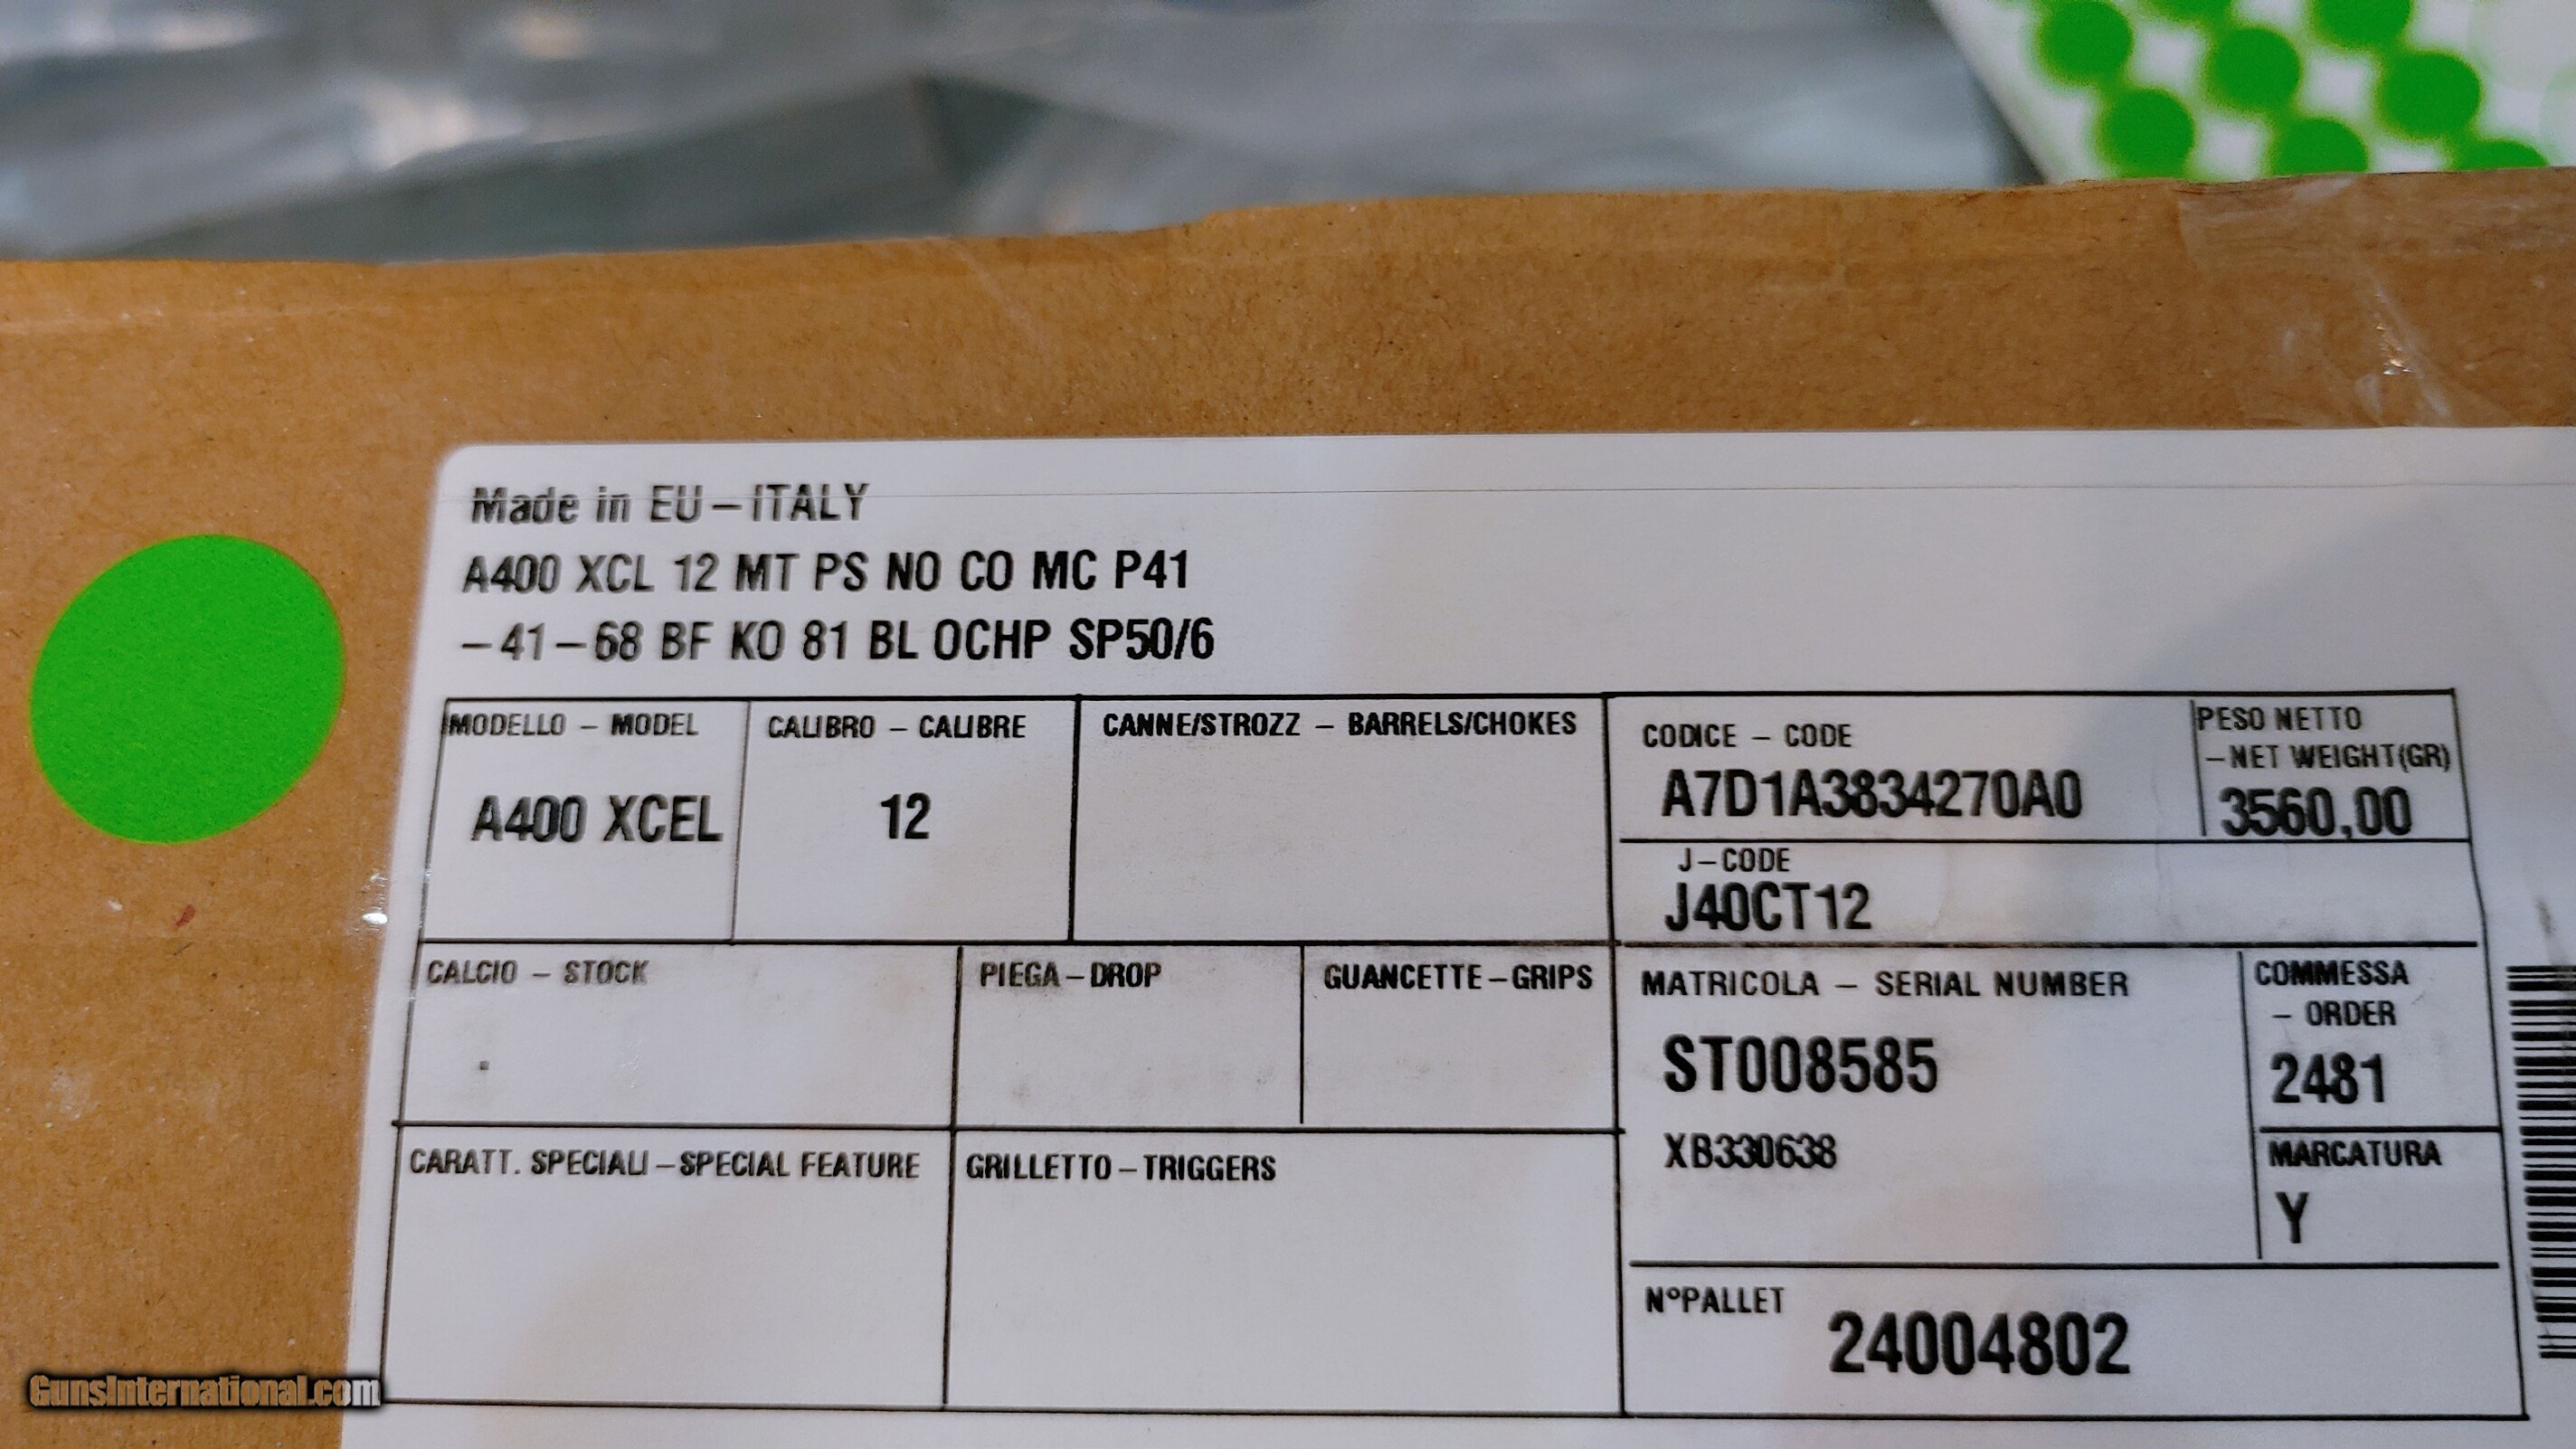 Made in EU-ITALY
A400 XCL 12 MT PS NO CO MC P41
-41-68 BF KO 81 BL OCHP SP50/6
MODELLO - MODEL
A400 XCEL
CALIBRO - CALIBRE
12
CANNE/STROZZ - BARRELS/CHOKES
CODICE - CODE
A7D1A3834270A0
PESO NETTO
-NET WEIGHT(GR)
3560,00
J-CODE
J40CT12
CALCIO - STOCK
.
PIEGA-DROP
GUANCETTE-GRIPS
MATRICOLA - SERIAL NUMBER
ST008585
XB330638
COMMESSA
- ORDER
2481
MARCATURA
Y
CARATT. SPECIALI-SPECIAL FEATURE
GRILLETTO-TRIGGERS
N°PALLET
24004802
GunsInternational.com